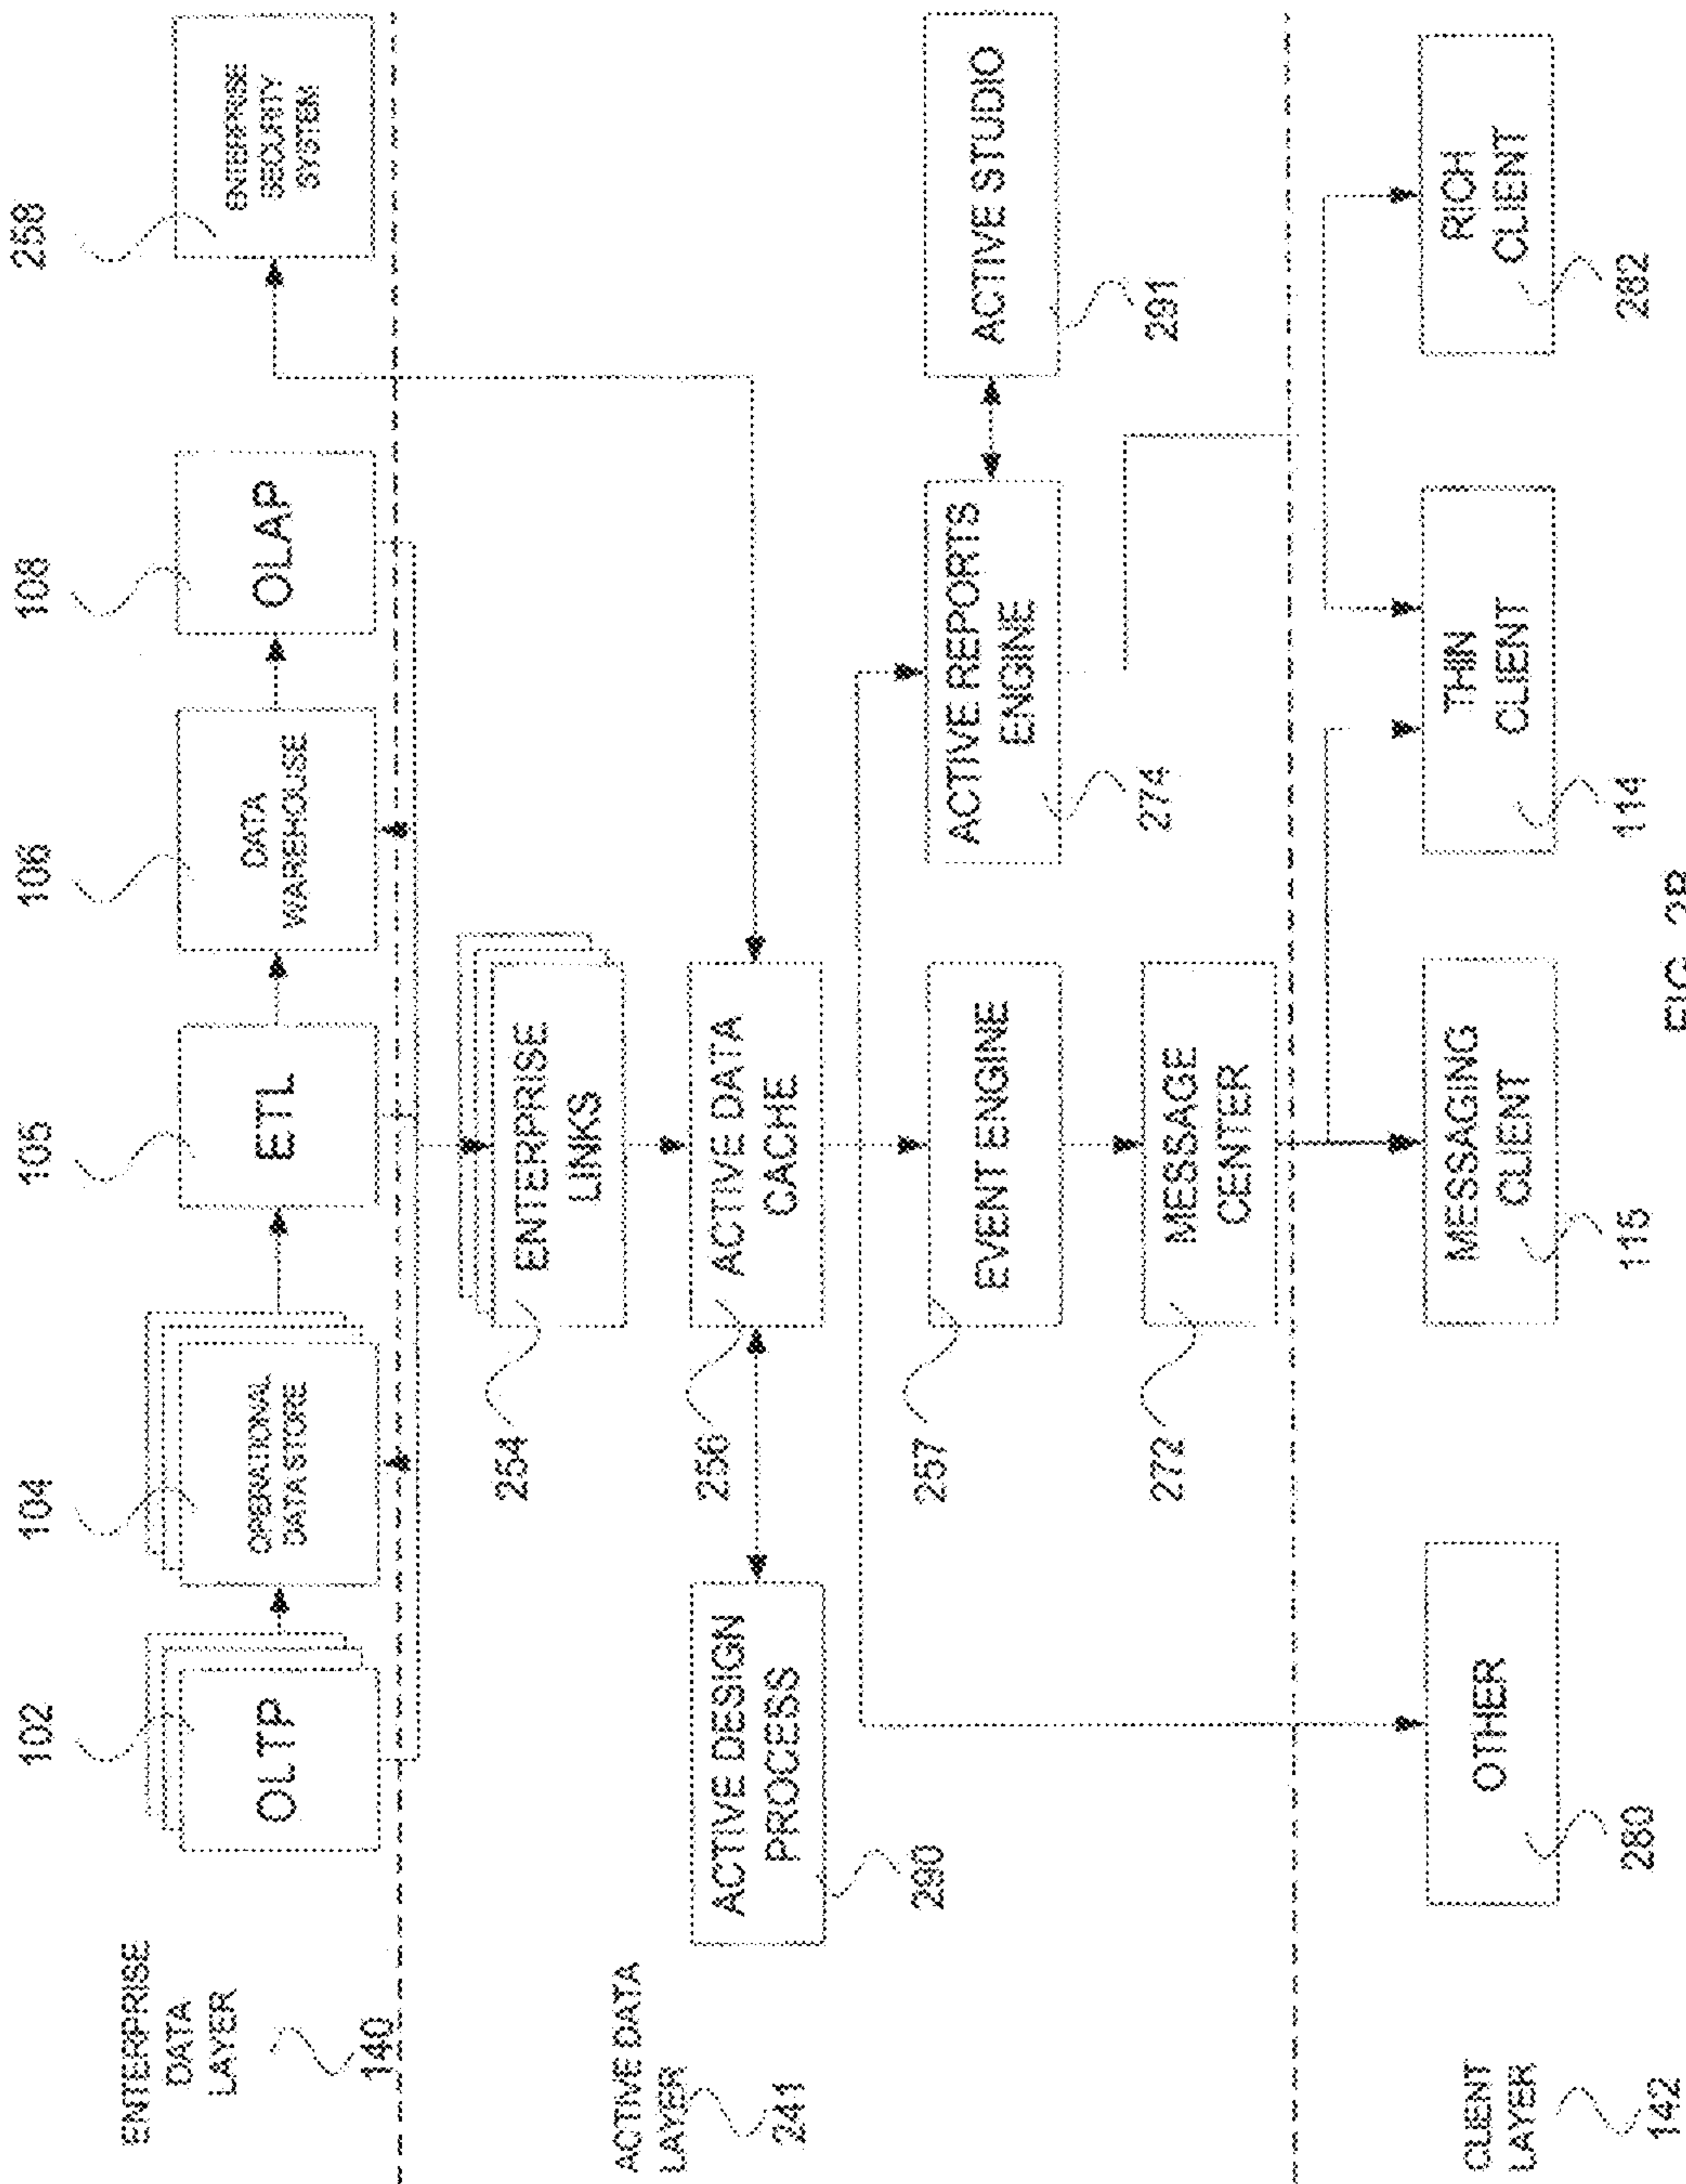 ENTERPRISE
DATA
LAYER
140
102
OLTP
104
OPERATIONAL
DATA STORE
105
ETL
106
DATA
WAREHOUSE
108
OLAP
258
ENTERPRISE
SECURITY
SYSTEM
ACTIVE DATA
LAYER
241
254
ENTERPRISE
LINKS
ACTIVE DESIGN
PROCESS
290
256
ACTIVE DATA
CACHE
257
EVENT ENGINE
ACTIVE REPORTS
ENGINE
274
ACTIVE STUDIO
291
272
MESSAGE
CENTER
CLIENT
LAYER
142
OTHER
280
MESSAGING
CLIENT
115
THIN
CLIENT
114
RICH
CLIENT
282
FIG. 2B